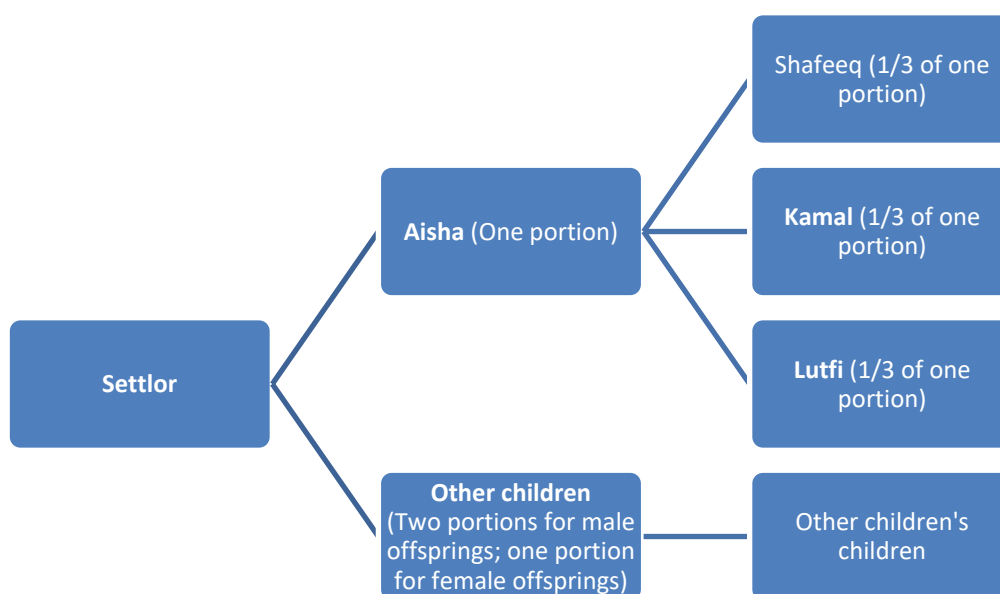 Settlor
Aisha (One portion)
Other children
(Two portions for male
offsprings; one portion
for female offsprings)
Shafeeq (1/3 of one
portion)
Kamal (1/3 of one
portion)
Lutfi (1/3 of one
portion)
Other children's
children